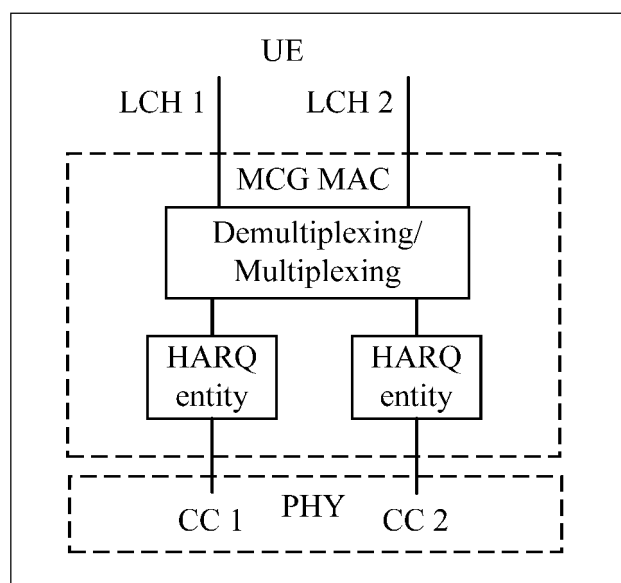 UE
LCH 1
LCH 2
MCG MAC
Demultiplexing/
Multiplexing
HARQ
entity
HARQ
entity
CC 1
PHY
CC 2